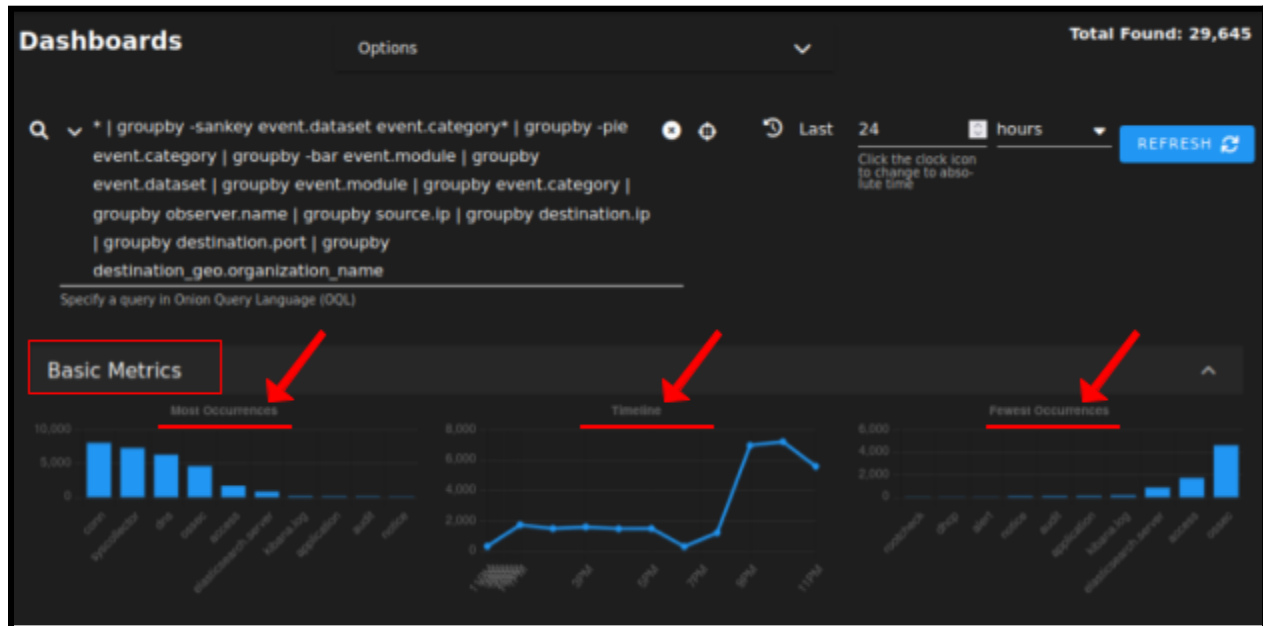 Dashboards
Options
Total Found: 29,645
* | groupby -sankey event.dataset event.category* | groupby -pie
event.category | groupby -bar event.module | groupby
event.dataset | groupby event.module | groupby event.category |
groupby observer.name | groupby source.ip | groupby destination.ip
| groupby destination.port | groupby
destination_geo.organization_name
Specify a query in Onion Query Language (OQL)
Last
24
hours
Click the clock icon
to change to abso-
lute time
REFRESH
Basic Metrics
Most Occurrences
10,000
5,000
0
conn
syscollector
dns
ossec
access
elasticsearch.server
kibana.log
application
audit
notice
Timeline
8,000
6,000
4,000
2,000
0
3PM
5PM
7PM
9PM
11PM
Fewest Occurrences
6,000
4,000
2,000
0
rootcheck
dhcp
alert
notice
audit
application
kibana.log
elasticsearch.server
access
ossec